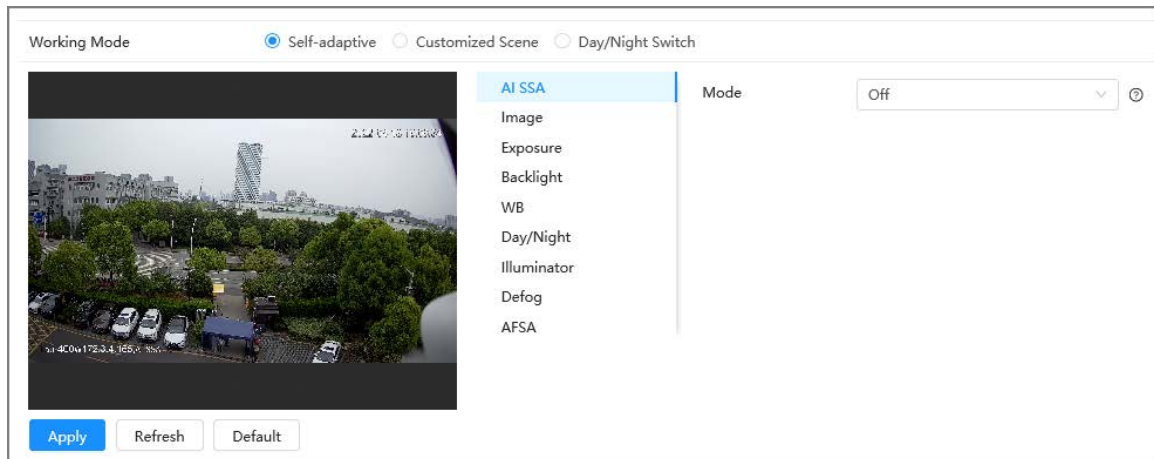 Working Mode Self-adaptive Customized Scene Day/Night Switch
AI SSA
Image
Exposure
Backlight
WB
Day/Night
Illuminator
Defog
AFSA
Mode Off
Apply Refresh Default